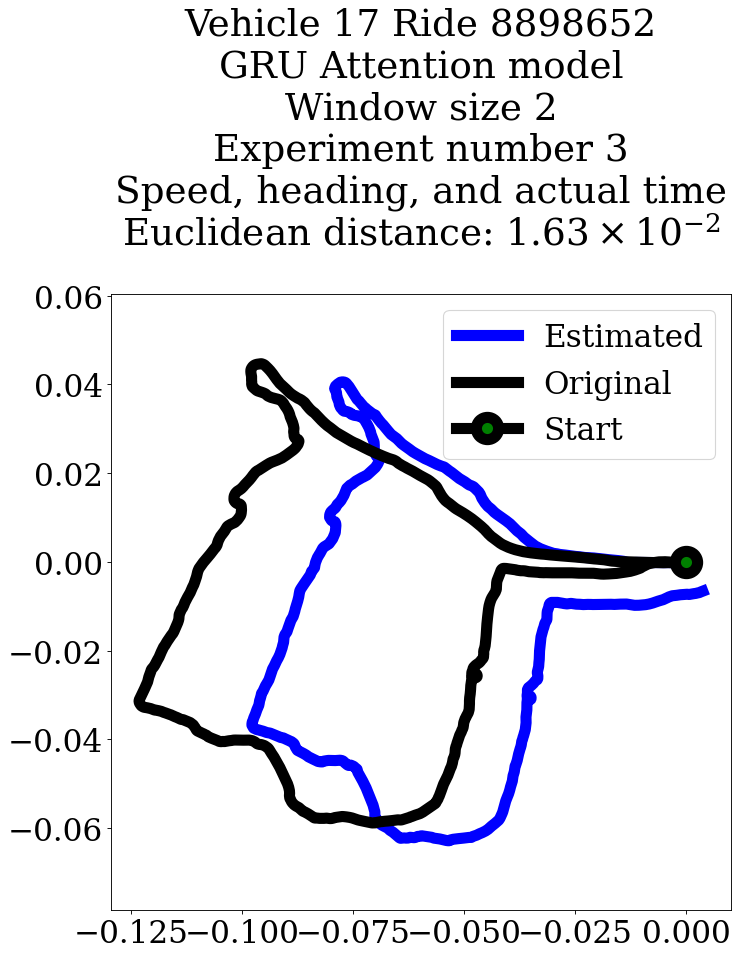 Vehicle 17 Ride 8898652
GRU Attention model
Window size 2
Experiment number 3
Speed, heading, and actual time
Euclidean distance: 1.63 × 10⁻²
0.06
Estimated
Original
Start
0.04
0.02
0.00
−0.02
−0.04
−0.06
−0.125 −0.100 −0.075 −0.050 −0.025 0.000